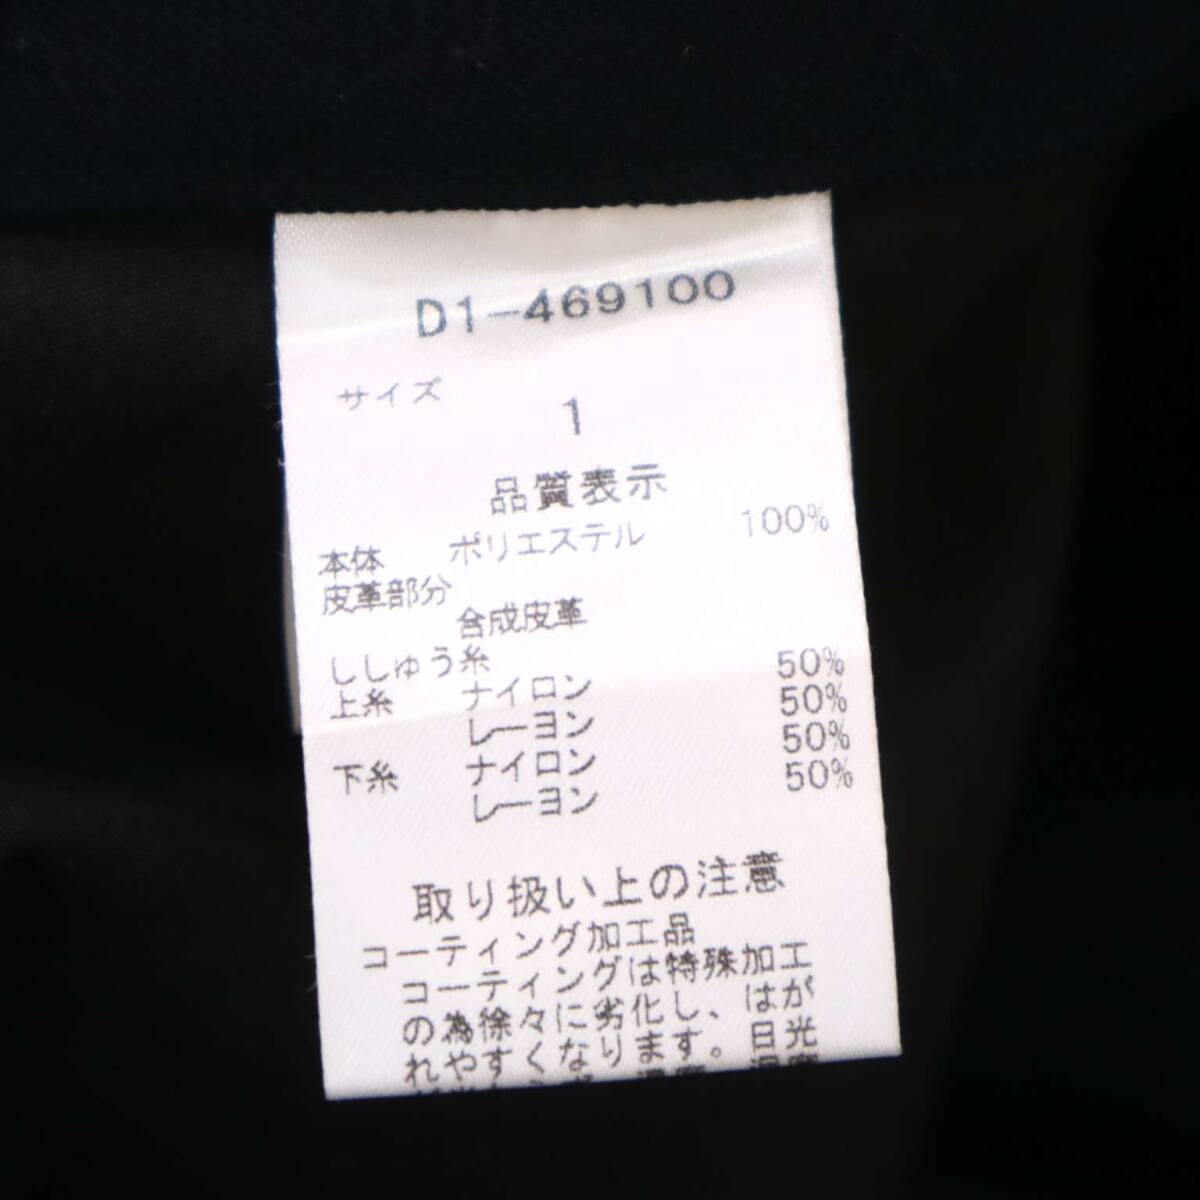 D1-469100
サイズ
1
品質表示
本体 ポリエステル 100%
皮革部分
合成皮革
ししゅう糸
上糸 ナイロン 50%
レーヨン 50%
下糸 ナイロン 50%
レーヨン 50%
取り扱い上の注意
コーティング加工品
コーティングは特殊加工
の為徐々に劣化し、はが
れやすくなります。日光